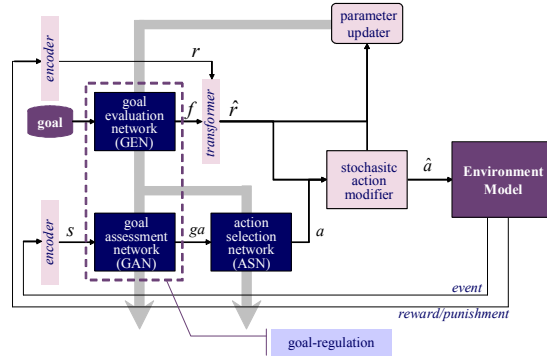 parameter
updater
encoder
r
goal
goal
evaluation
network
(GEN)
f
transformer
r̂
stochasitc
action
modifier
â
Environment
Model
encoder
s
goal
assessment
network
(GAN)
ga
action
selection
network
(ASN)
a
event
reward/punishment
goal-regulation